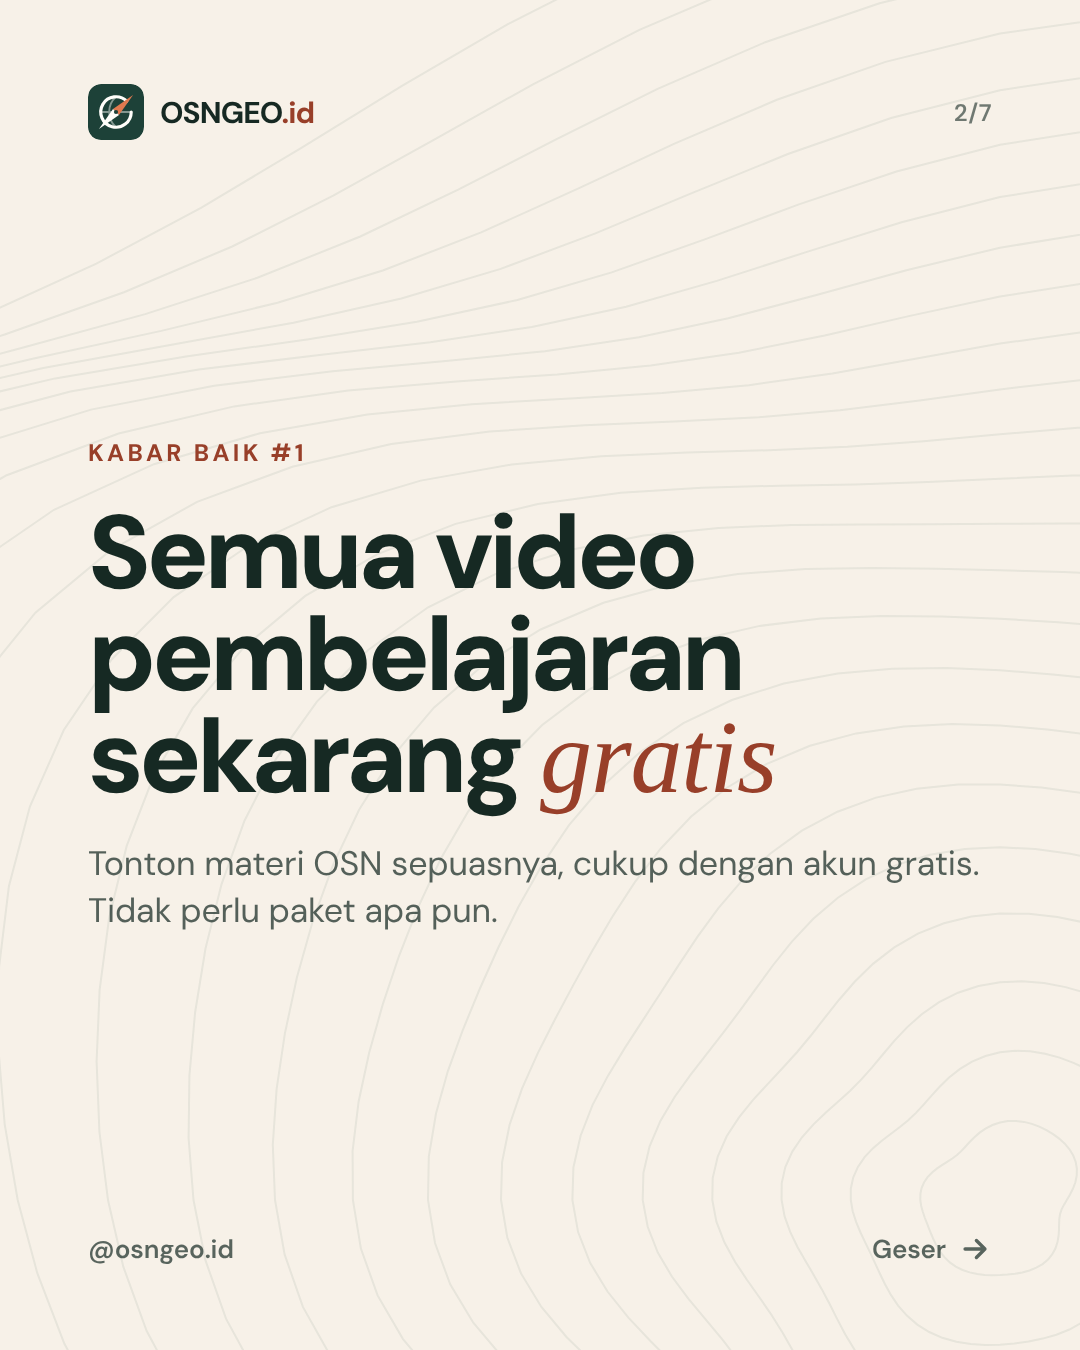 OSNGEO.id
2/7
KABAR BAIK #1
Semua video
pembelajaran
sekarang gratis
Tonton materi OSN sepuasnya, cukup dengan akun gratis.
Tidak perlu paket apa pun.
@osngeo.id
Geser →